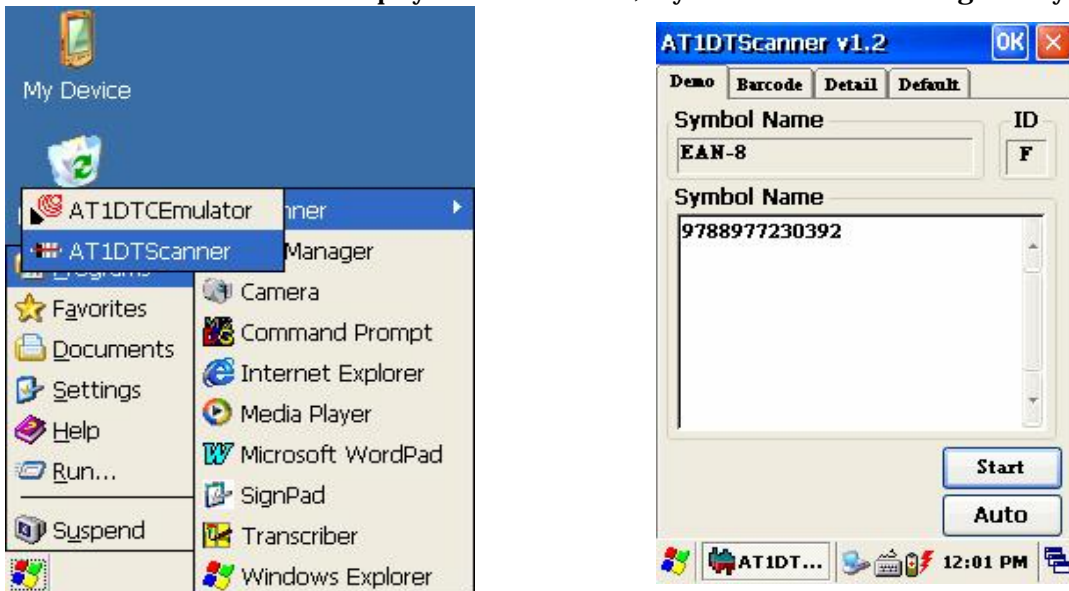 My Device
AT1DTCEmulator
AT1DTScanner
Manager
Favorites
Documents
Settings
Help
Run...
Suspend
Camera
Command Prompt
Internet Explorer
Media Player
Microsoft WordPad
SignPad
Transcriber
Windows Explorer
AT1DTScanner v1.2
OK
Demo Barcode Detail Default
Symbol Name ID
EAN-8 F
Symbol Name
9788977230392
Start
Auto
AT1DT... 12:01 PM